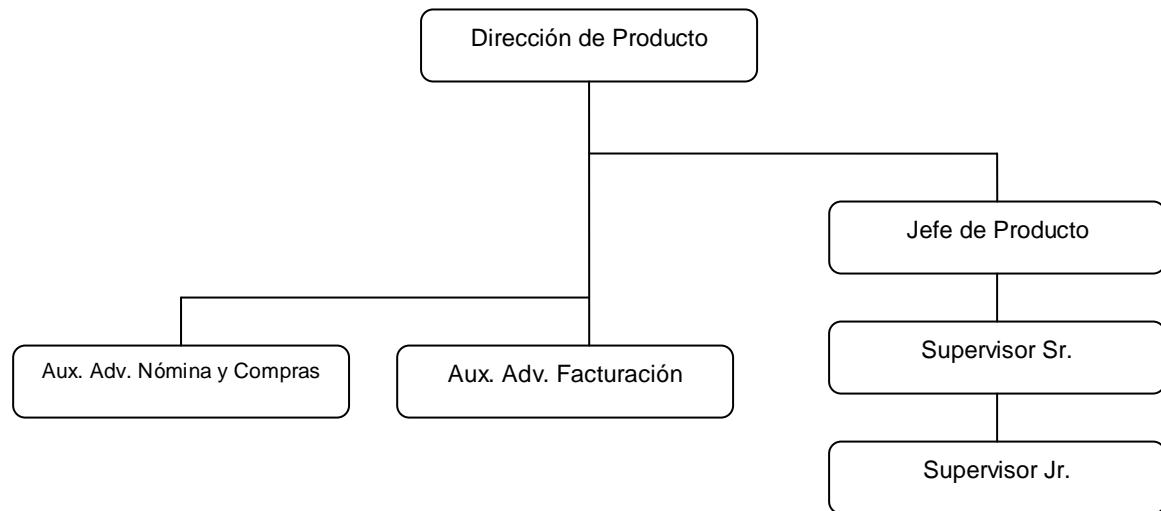 Dirección de Producto
Jefe de Producto
Supervisor Sr.
Aux. Adv. Nómina y Compras
Aux. Adv. Facturación
Supervisor Jr.